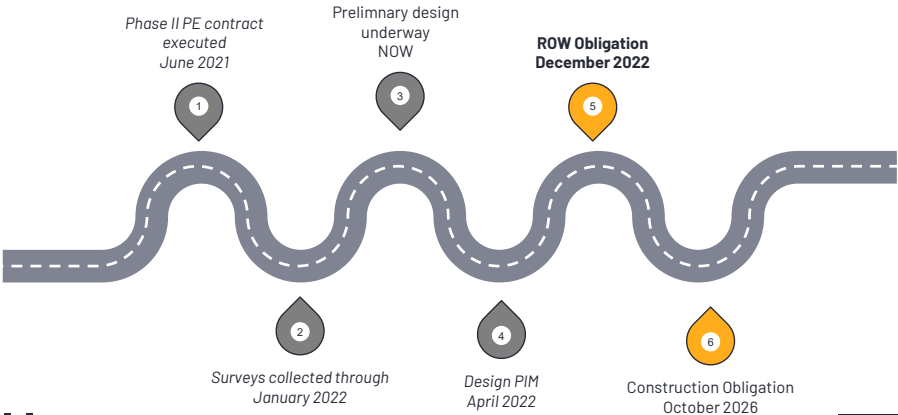 Phase II PE contract
executed
June 2021
1
Surveys collected through
January 2022
2
Prelimnary design
underway
NOW
3
Design PIM
April 2022
4
ROW Obligation
December 2022
5
Construction Obligation
October 2026
6